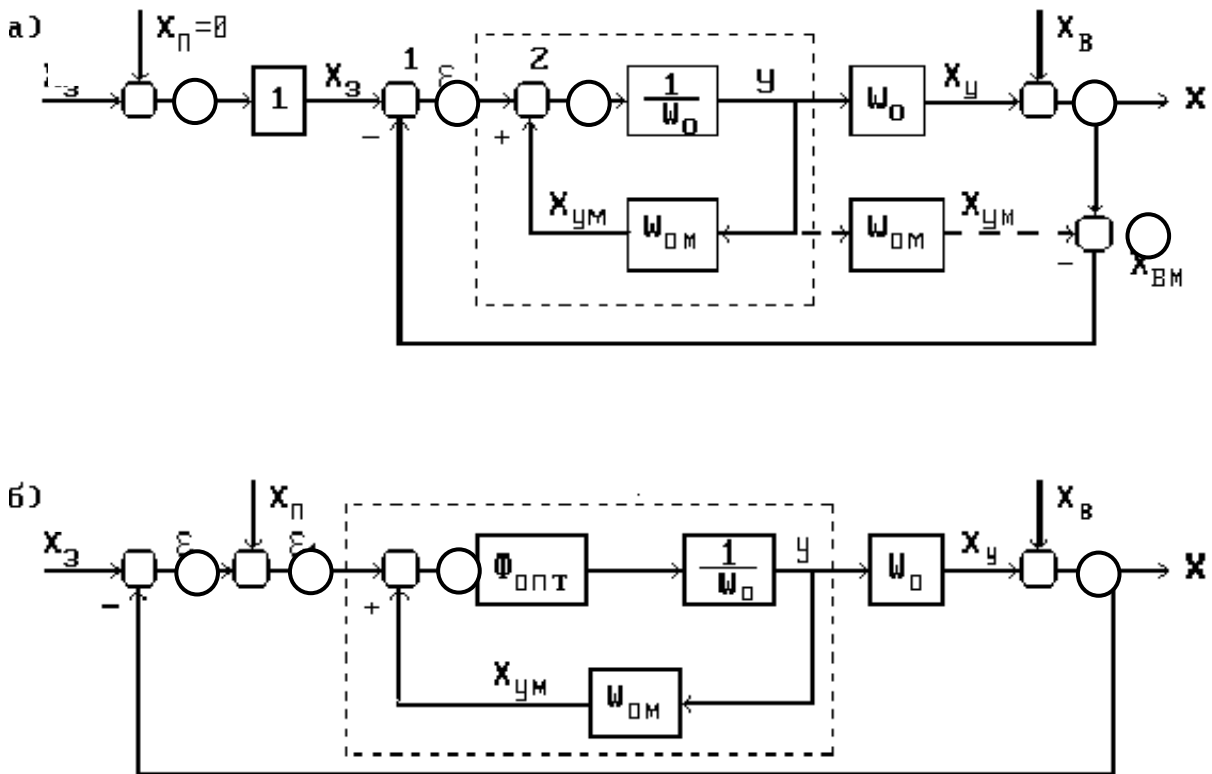 а) Xп=0 Xв
1 2
Xз ε y Xу X
1 1/Wо Wо
- +
Xум Xум
Wом Wом
- Xвм
б) Xп Xв
Xз ε ε y Xу X
Фопт 1/Wо Wо
- +
Xум
Wом